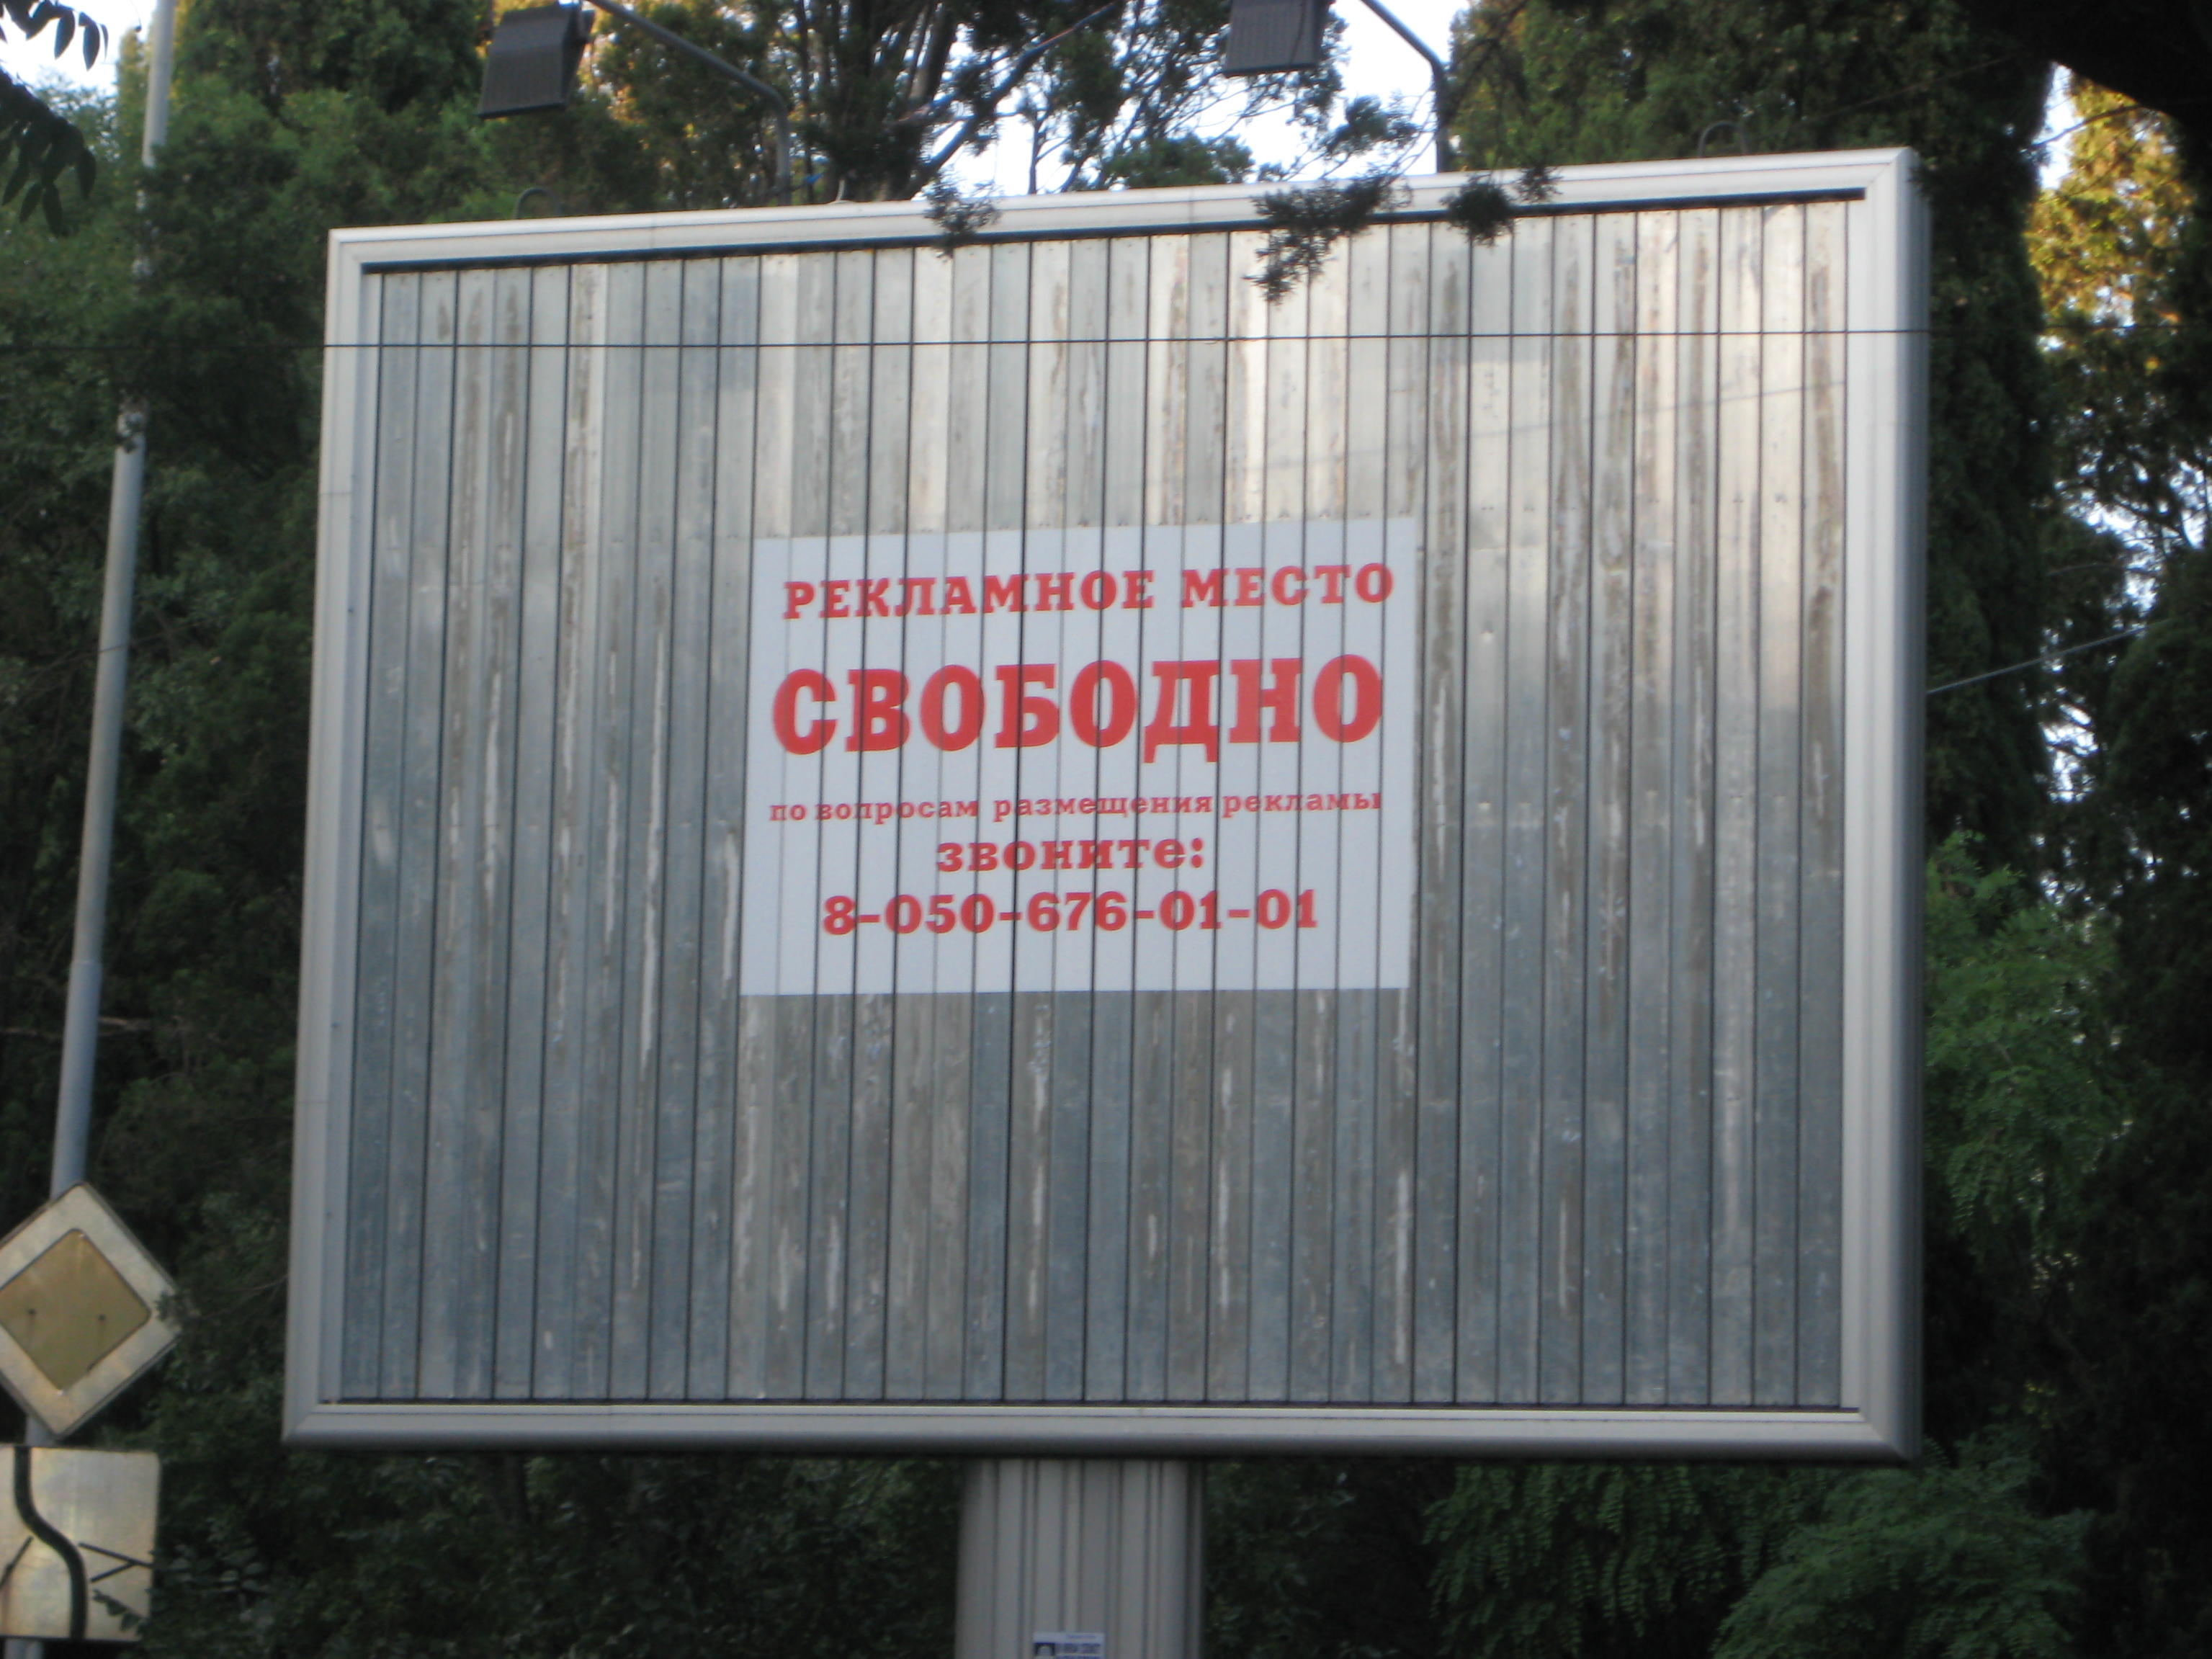 РЕКЛАМНОЕ МЕСТО
СВОБОДНО
по вопросам размещения рекламы
звоните:
8-050-676-01-01